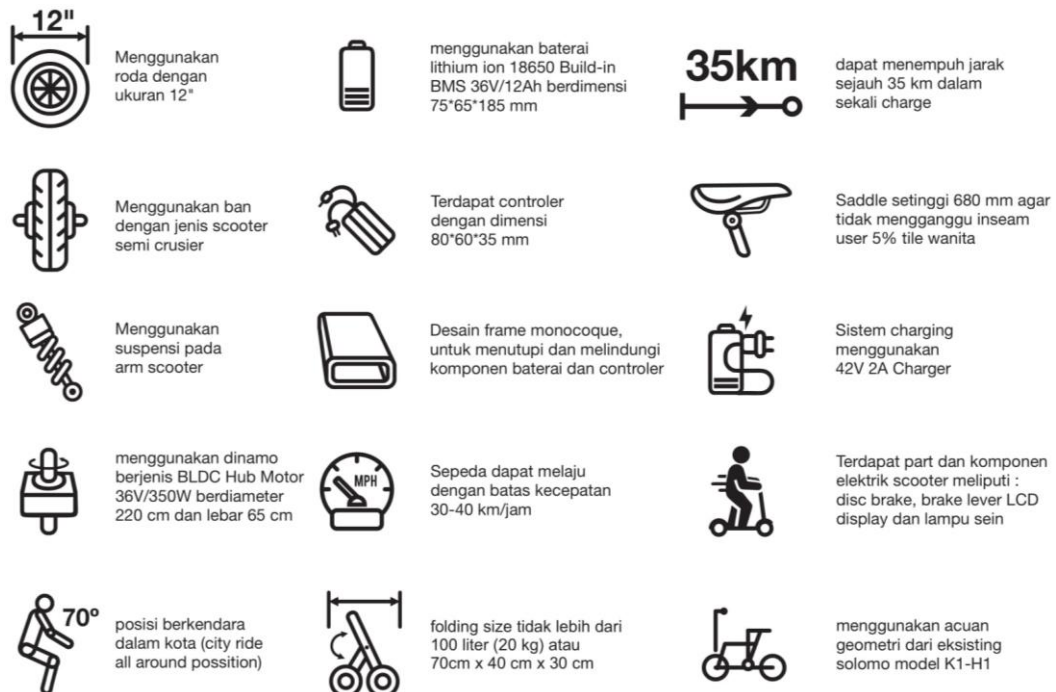 12"
Menggunakan
roda dengan
ukuran 12"
menggunakan baterai
lithium ion 18650 Build-in
BMS 36V/12Ah berdimensi
75*65*185 mm
35km
dapat menempuh jarak
sejauh 35 km dalam
sekali charge
Menggunakan ban
dengan jenis scooter
semi crusier
Terdapat controler
dengan dimensi
80*60*35 mm
Saddle setinggi 680 mm agar
tidak mengganggu inseam
user 5% tile wanita
Menggunakan
suspensi pada
arm scooter
Desain frame monocoque,
untuk menutupi dan melindungi
komponen baterai dan controler
Sistem charging
menggunakan
42V 2A Charger
menggunakan dinamo
berjenis BLDC Hub Motor
36V/350W berdiameter
220 cm dan lebar 65 cm
MPH
Sepeda dapat melaju
dengan batas kecepatan
30-40 km/jam
Terdapat part dan komponen
elektrik scooter meliputi :
disc brake, brake lever LCD
display dan lampu sein
70º
posisi berkendara
dalam kota (city ride
all around possition)
folding size tidak lebih dari
100 liter (20 kg) atau
70cm x 40 cm x 30 cm
menggunakan acuan
geometri dari eksisting
solomo model K1-H1